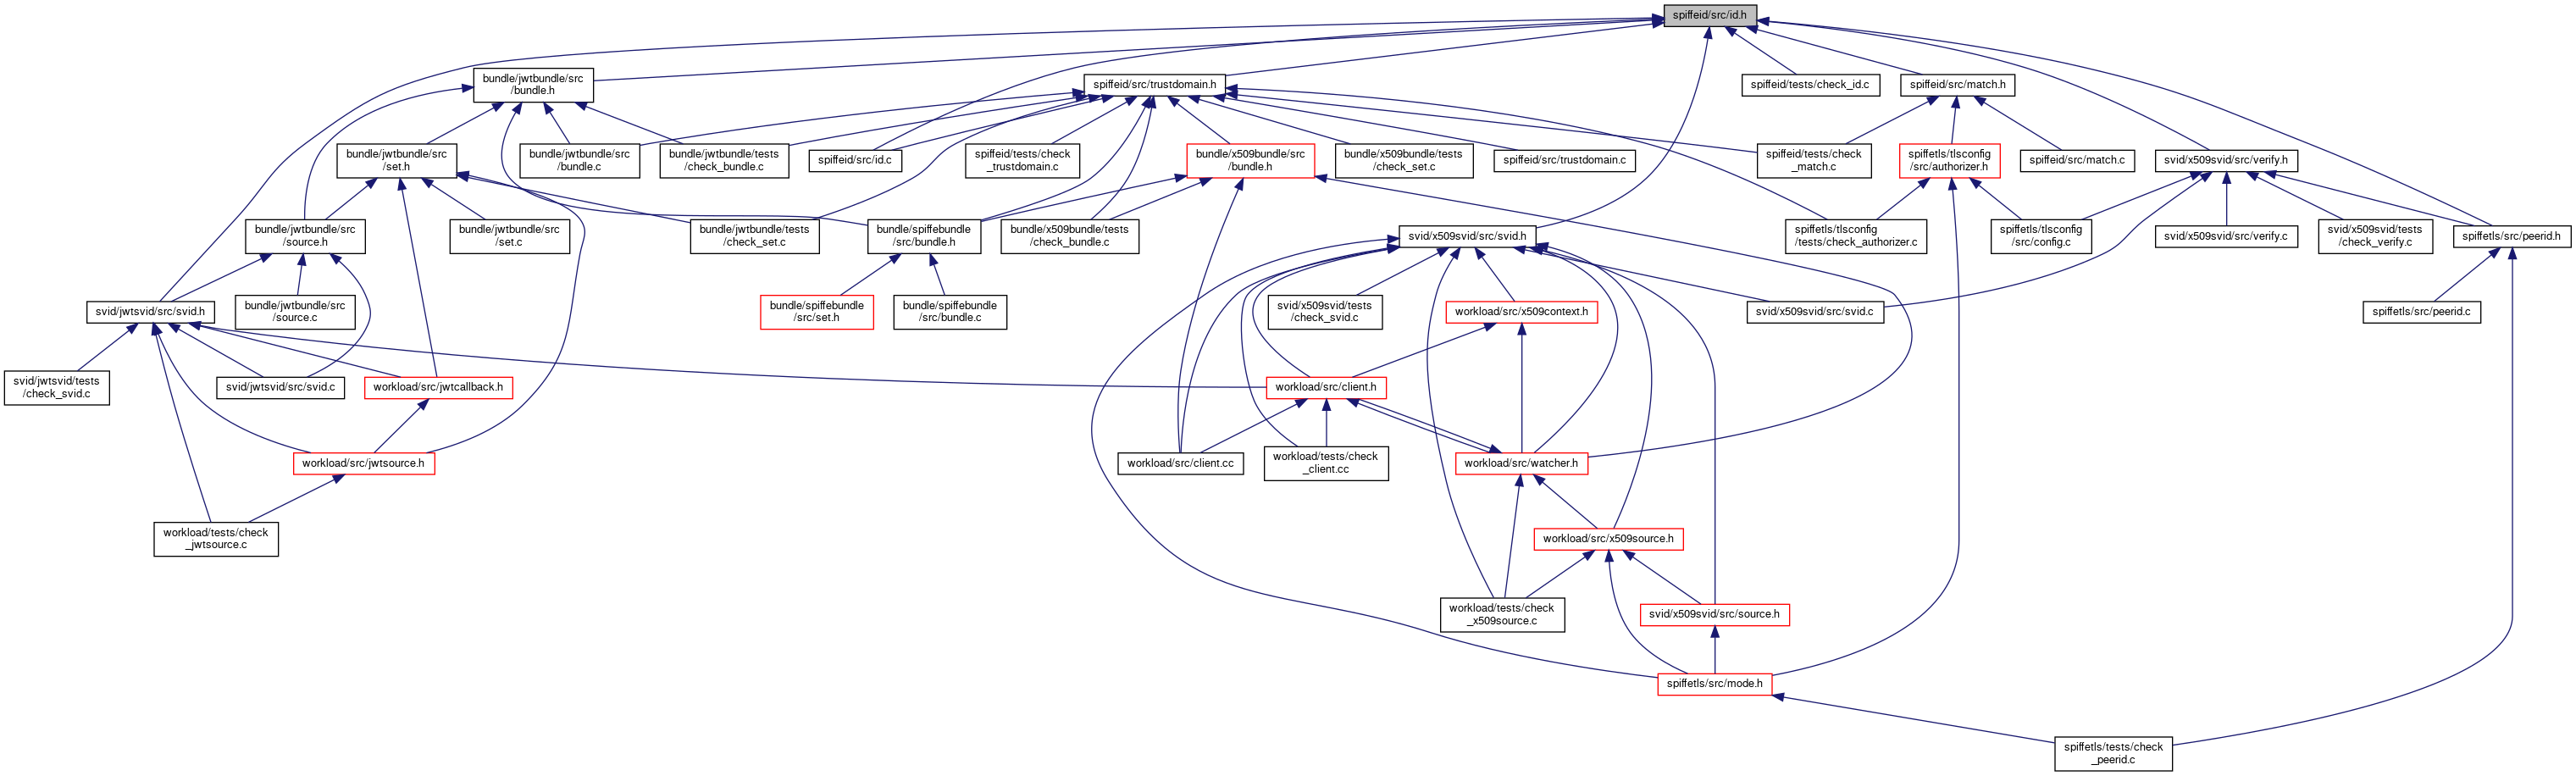 spiffeid/src/id.h
bundle/jwtbundle/src
/bundle.h
spiffeid/src/trustdomain.h
spiffeid/tests/check_id.c
spiffeid/src/match.h
bundle/jwtbundle/src
/set.h
bundle/jwtbundle/src
/bundle.c
bundle/jwtbundle/tests
/check_bundle.c
spiffeid/src/id.c
spiffeid/tests/check
_trustdomain.c
bundle/x509bundle/src
/bundle.h
bundle/x509bundle/tests
/check_set.c
spiffeid/src/trustdomain.c
spiffeid/tests/check
_match.c
spiffetls/tlsconfig
/src/authorizer.h
spiffeid/src/match.c
svid/x509svid/src/verify.h
bundle/jwtbundle/src
/source.h
bundle/jwtbundle/src
/set.c
bundle/jwtbundle/tests
/check_set.c
bundle/spiffebundle
/src/bundle.h
bundle/x509bundle/tests
/check_bundle.c
svid/x509svid/src/svid.h
spiffetls/tlsconfig
/tests/check_authorizer.c
spiffetls/tlsconfig
/src/config.c
svid/x509svid/src/verify.c
svid/x509svid/tests
/check_verify.c
spiffetls/src/peerid.h
svid/jwtsvid/src/svid.h
bundle/jwtbundle/src
/source.c
bundle/spiffebundle
/src/set.h
bundle/spiffebundle
/src/bundle.c
svid/x509svid/tests
/check_svid.c
workload/src/x509context.h
svid/x509svid/src/svid.c
spiffetls/src/peerid.c
svid/jwtsvid/tests
/check_svid.c
svid/jwtsvid/src/svid.c
workload/src/jwtcallback.h
workload/src/client.h
workload/src/jwtsource.h
workload/src/client.cc
workload/tests/check
_client.cc
workload/src/watcher.h
workload/tests/check
_jwtsource.c
workload/src/x509source.h
workload/tests/check
_x509source.c
svid/x509svid/src/source.h
spiffetls/src/mode.h
spiffetls/tests/check
_peerid.c